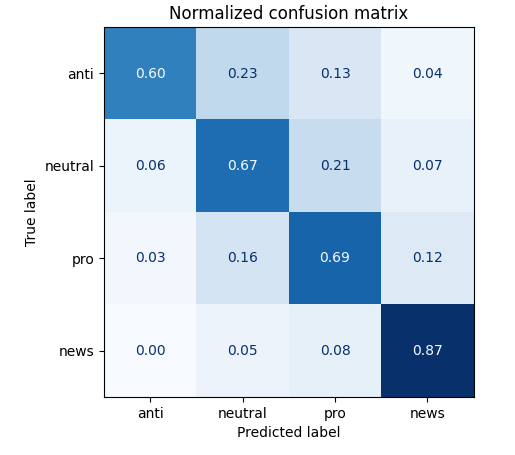 Normalized confusion matrix
anti 0.60 0.23 0.13 0.04
neutral 0.06 0.67 0.21 0.07
pro 0.03 0.16 0.69 0.12
news 0.00 0.05 0.08 0.87
anti neutral pro news
Predicted label
True label